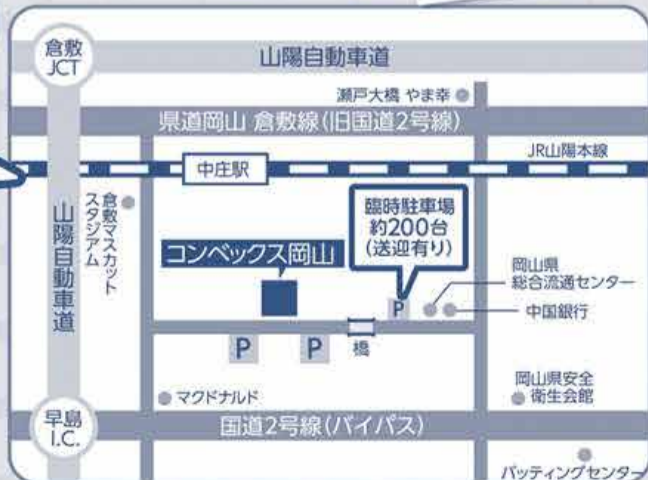 倉敷
JCT
山陽自動車道
瀬戸大橋 やま幸
県道岡山 倉敷線(旧国道2号線)
JR山陽本線
中庄駅
倉敷マスカット
スタジアム
山陽自動車道
臨時駐車場
約200台
(送迎有り)
コンベックス岡山
岡山県
総合流通センター
P
中国銀行
P
P
橋
岡山県安全
衛生会館
マクドナルド
早島
I.C.
国道2号線(バイパス)
バッティングセンター